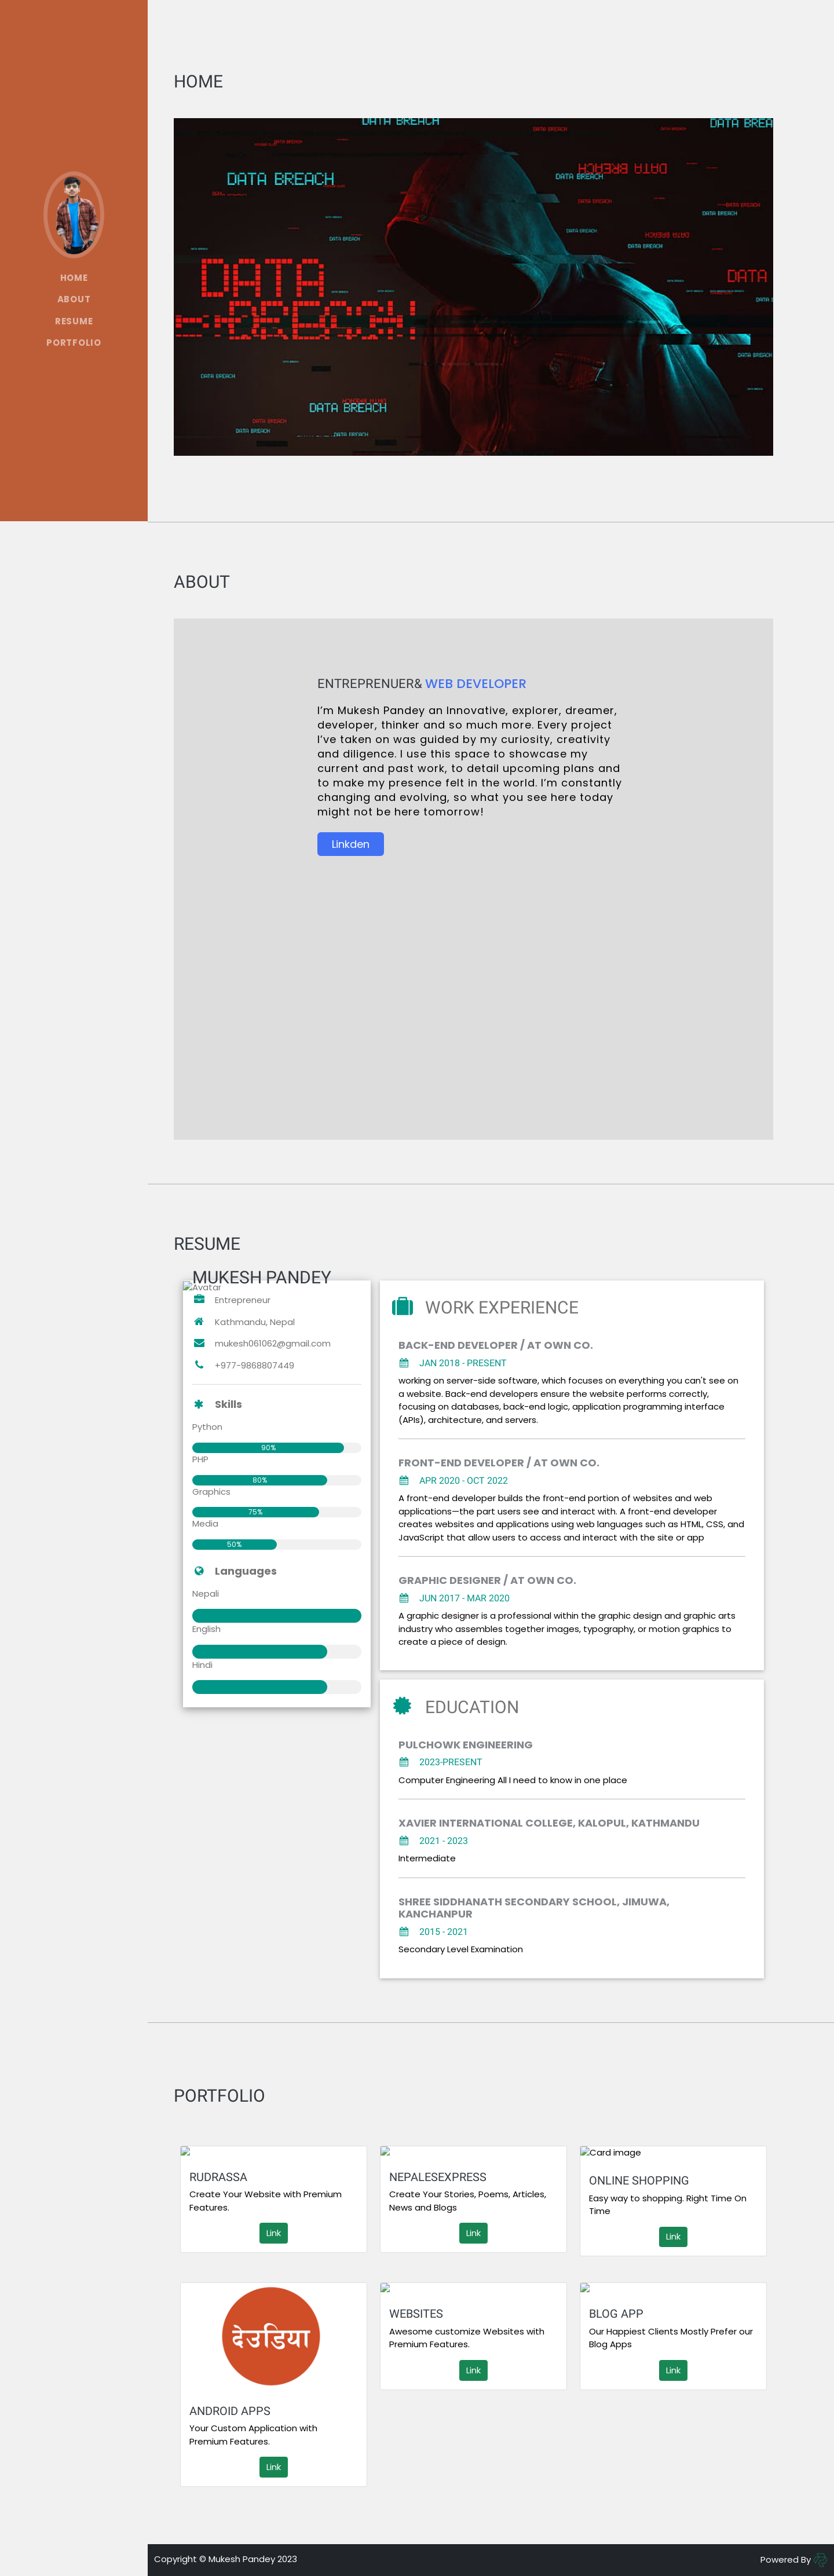 HOME
ABOUT
RESUME
PORTFOLIO
HOME
DATA BREACH
DATA BREACH
DATA BREACH
DATA BREACH
DATA BREACH
DATA
DATA
DATA BREACH
DATA BREACH
DATA BREACH
DATA BREACH
DATA BREACH
DATA BREACH
ABOUT
ENTREPRENUER& WEB DEVELOPER
I’m Mukesh Pandey an Innovative, explorer, dreamer,
developer, thinker and so much more. Every project
I’ve taken on was guided by my curiosity, creativity
and diligence. I use this space to showcase my
current and past work, to detail upcoming plans and
to make my presence felt in the world. I’m constantly
changing and evolving, so what you see here today
might not be here tomorrow!
Linkden
RESUME
MUKESH PANDEY
Avatar
Entrepreneur
Kathmandu, Nepal
mukesh061062@gmail.com
+977-9868807449
Skills
Python
90%
PHP
80%
Graphics
75%
Media
50%
Languages
Nepali
English
Hindi
WORK EXPERIENCE
BACK-END DEVELOPER / AT OWN CO.
JAN 2018 - PRESENT
working on server-side software, which focuses on everything you can't see on
a website. Back-end developers ensure the website performs correctly,
focusing on databases, back-end logic, application programming interface
(APIs), architecture, and servers.
FRONT-END DEVELOPER / AT OWN CO.
APR 2020 - OCT 2022
A front-end developer builds the front-end portion of websites and web
applications—the part users see and interact with. A front-end developer
creates websites and applications using web languages such as HTML, CSS, and
JavaScript that allow users to access and interact with the site or app
GRAPHIC DESIGNER / AT OWN CO.
JUN 2017 - MAR 2020
A graphic designer is a professional within the graphic design and graphic arts
industry who assembles together images, typography, or motion graphics to
create a piece of design.
EDUCATION
PULCHOWK ENGINEERING
2023-PRESENT
Computer Engineering All I need to know in one place
XAVIER INTERNATIONAL COLLEGE, KALOPUL, KATHMANDU
2021 - 2023
Intermediate
SHREE SIDDHANATH SECONDARY SCHOOL, JIMUWA,
KANCHANPUR
2015 - 2021
Secondary Level Examination
PORTFOLIO
RUDRASSA
Create Your Website with Premium
Features.
Link
NEPALESEXPRESS
Create Your Stories, Poems, Articles,
News and Blogs
Link
Card image
ONLINE SHOPPING
Easy way to shopping. Right Time On
Time
Link
देउडिया
ANDROID APPS
Your Custom Application with
Premium Features.
Link
WEBSITES
Awesome customize Websites with
Premium Features.
Link
BLOG APP
Our Happiest Clients Mostly Prefer our
Blog Apps
Link
Copyright © Mukesh Pandey 2023
Powered By